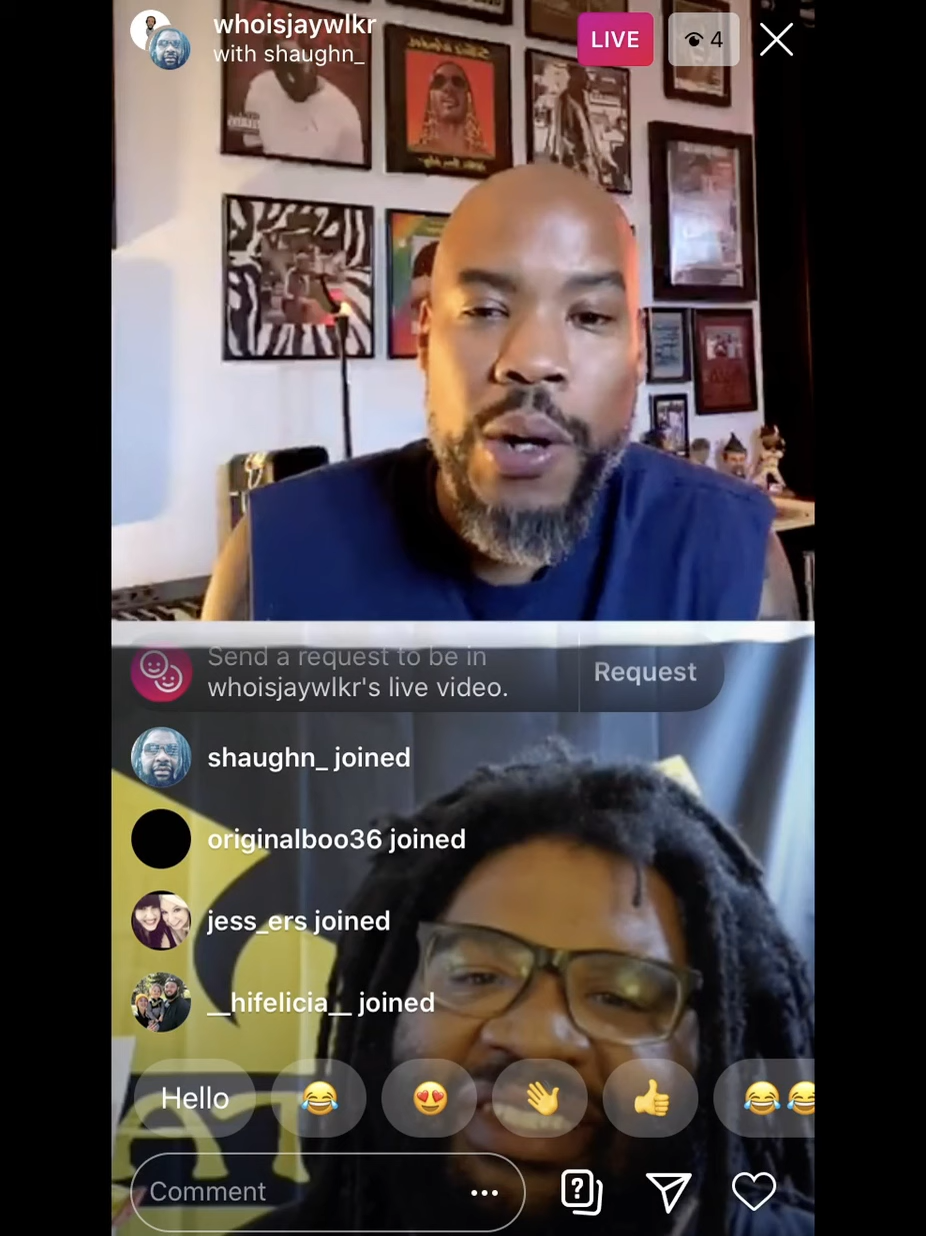 whoisjaywlkr
with shaughn_
LIVE
4
Send a request to be in
whoisjaywlkr's live video.
Request
shaughn_ joined
originalboo36 joined
jess_ers joined
__hifelicia__ joined
Hello
Comment